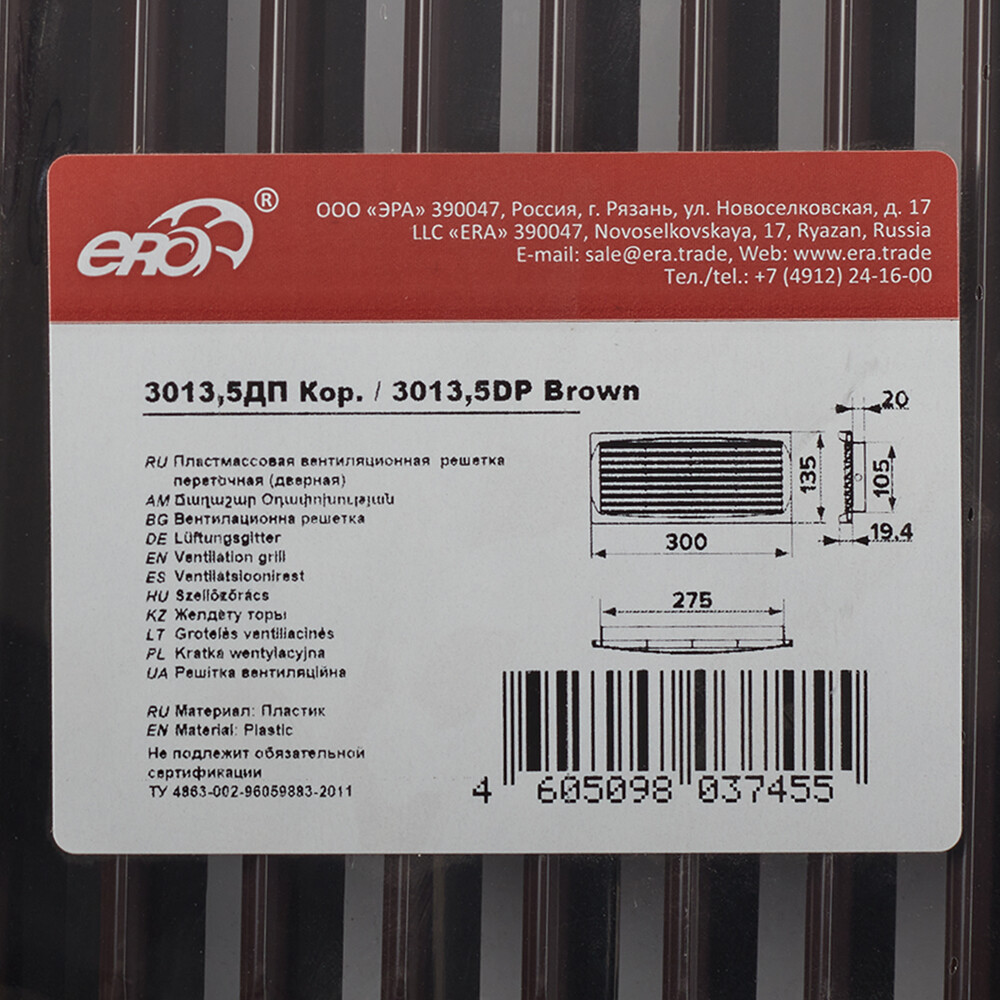 ERA®
ООО «ЭРА» 390047, Россия, г. Рязань, ул. Новоселковская, д. 17
LLC «ERA» 390047, Novoselkovskaya, 17, Ryazan, Russia
E-mail: sale@era.trade, Web: www.era.trade
Тел./tel.: +7 (4912) 24-16-00
3013,5ДП Кор. / 3013,5DP Brown
RU Пластмассовая вентиляционная решетка
переточная (дверная)
AM Ճաղաշար Օդափոխության
BG Вентилационна решетка
DE Lüftungsgitter
EN Ventilation grill
ES Ventilatsioonirest
HU Szellőzőrács
KZ Желдету торы
LT Grotelės ventiliacinės
PL Kratka wentylacyjna
UA Решітка вентиляційна
RU Материал: Пластик
EN Material: Plastic
Не подлежит обязательной
сертификации
ТУ 4863-002-96059883-2011
20
135
105
300
19,4
275
4 605098 037455